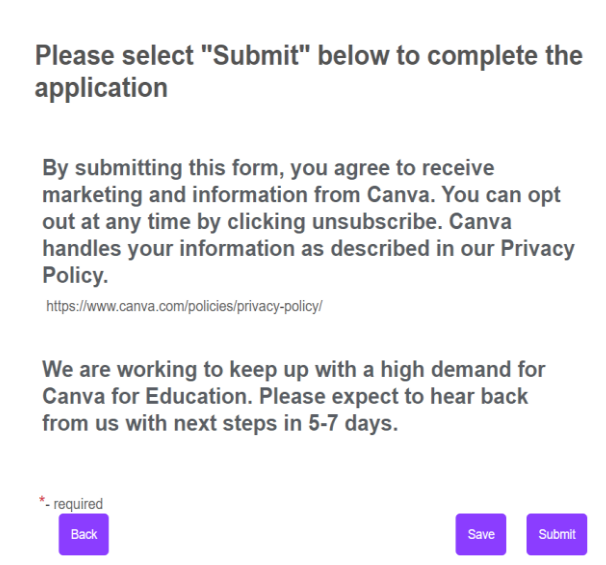 Please select "Submit" below to complete the
application
By submitting this form, you agree to receive
marketing and information from Canva. You can opt
out at any time by clicking unsubscribe. Canva
handles your information as described in our Privacy
Policy.
https://www.canva.com/policies/privacy-policy/
We are working to keep up with a high demand for
Canva for Education. Please expect to hear back
from us with next steps in 5-7 days.
*- required
Back
Save
Submit